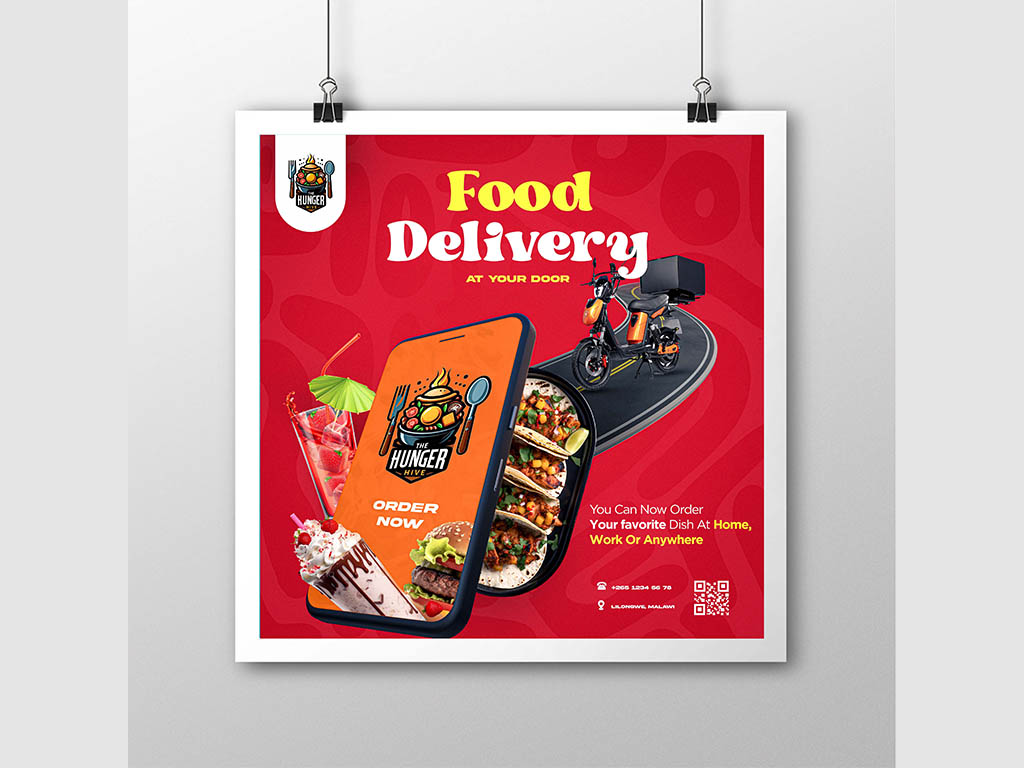 THE
HUNGER
HIVE
Food
Delivery
AT YOUR DOOR
THE
HUNGER
HIVE
ORDER
NOW
You Can Now Order
Your favorite Dish At Home,
Work Or Anywhere
+265 1234 56 78
LILONGWE, MALAWI